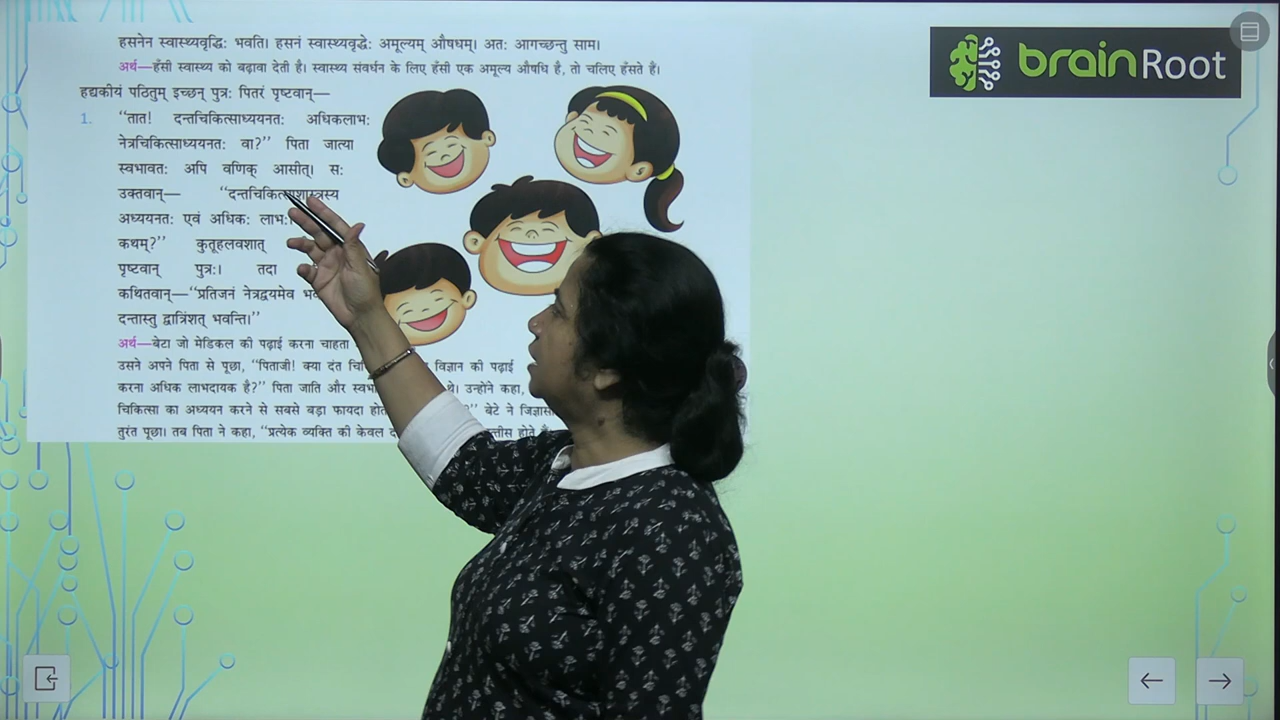 हसनेन स्वास्थ्यवृद्धि: भवति। हसनं स्वास्थ्यवृद्धे: अमूल्यम् औषधम्। अत: आगच्छन्तु साम।
अर्थ—हँसी स्वास्थ्य को बढ़ावा देती है। स्वास्थ्य संवर्धन के लिए हँसी एक अमूल्य औषधि है, तो चलिए हँसते हैं।
हृद्यकीयं पठितुम् इच्छन् पुत्र: पितरं पृष्टवान्—
1. “तात! दन्तचिकित्साध्ययनत: अधिकलाभ:
नेत्रचिकित्साध्ययनत: वा?” पिता जात्या
स्वभावत: अपि वणिक् आसीत्। स:
उक्तवान्— “दन्तचिकित्साशास्त्रस्य
अध्ययनत: एवं अधिक: लाभ:।
कथम्?” कुतूहलवशात्
पृष्टवान् पुत्र:। तदा
कथितवान्—“प्रतिजनं नेत्रद्वयमेव
दन्तास्तु द्वात्रिंशत् भवन्ति।”
अर्थ—बेटा जो मेडिकल की पढ़ाई करना चाहता
उसने अपने पिता से पूछा, “पिताजी! क्या दंत विज्ञान की पढ़ाई
करना अधिक लाभदायक है?” पिता जाति और थे। उन्होंने कहा,
चिकित्सा का अध्ययन करने से सबसे बड़ा फायदा बेटे ने
तुरंत पूछा। तब पिता ने कहा, “प्रत्येक व्यक्ति की केवल होते
brainRoot